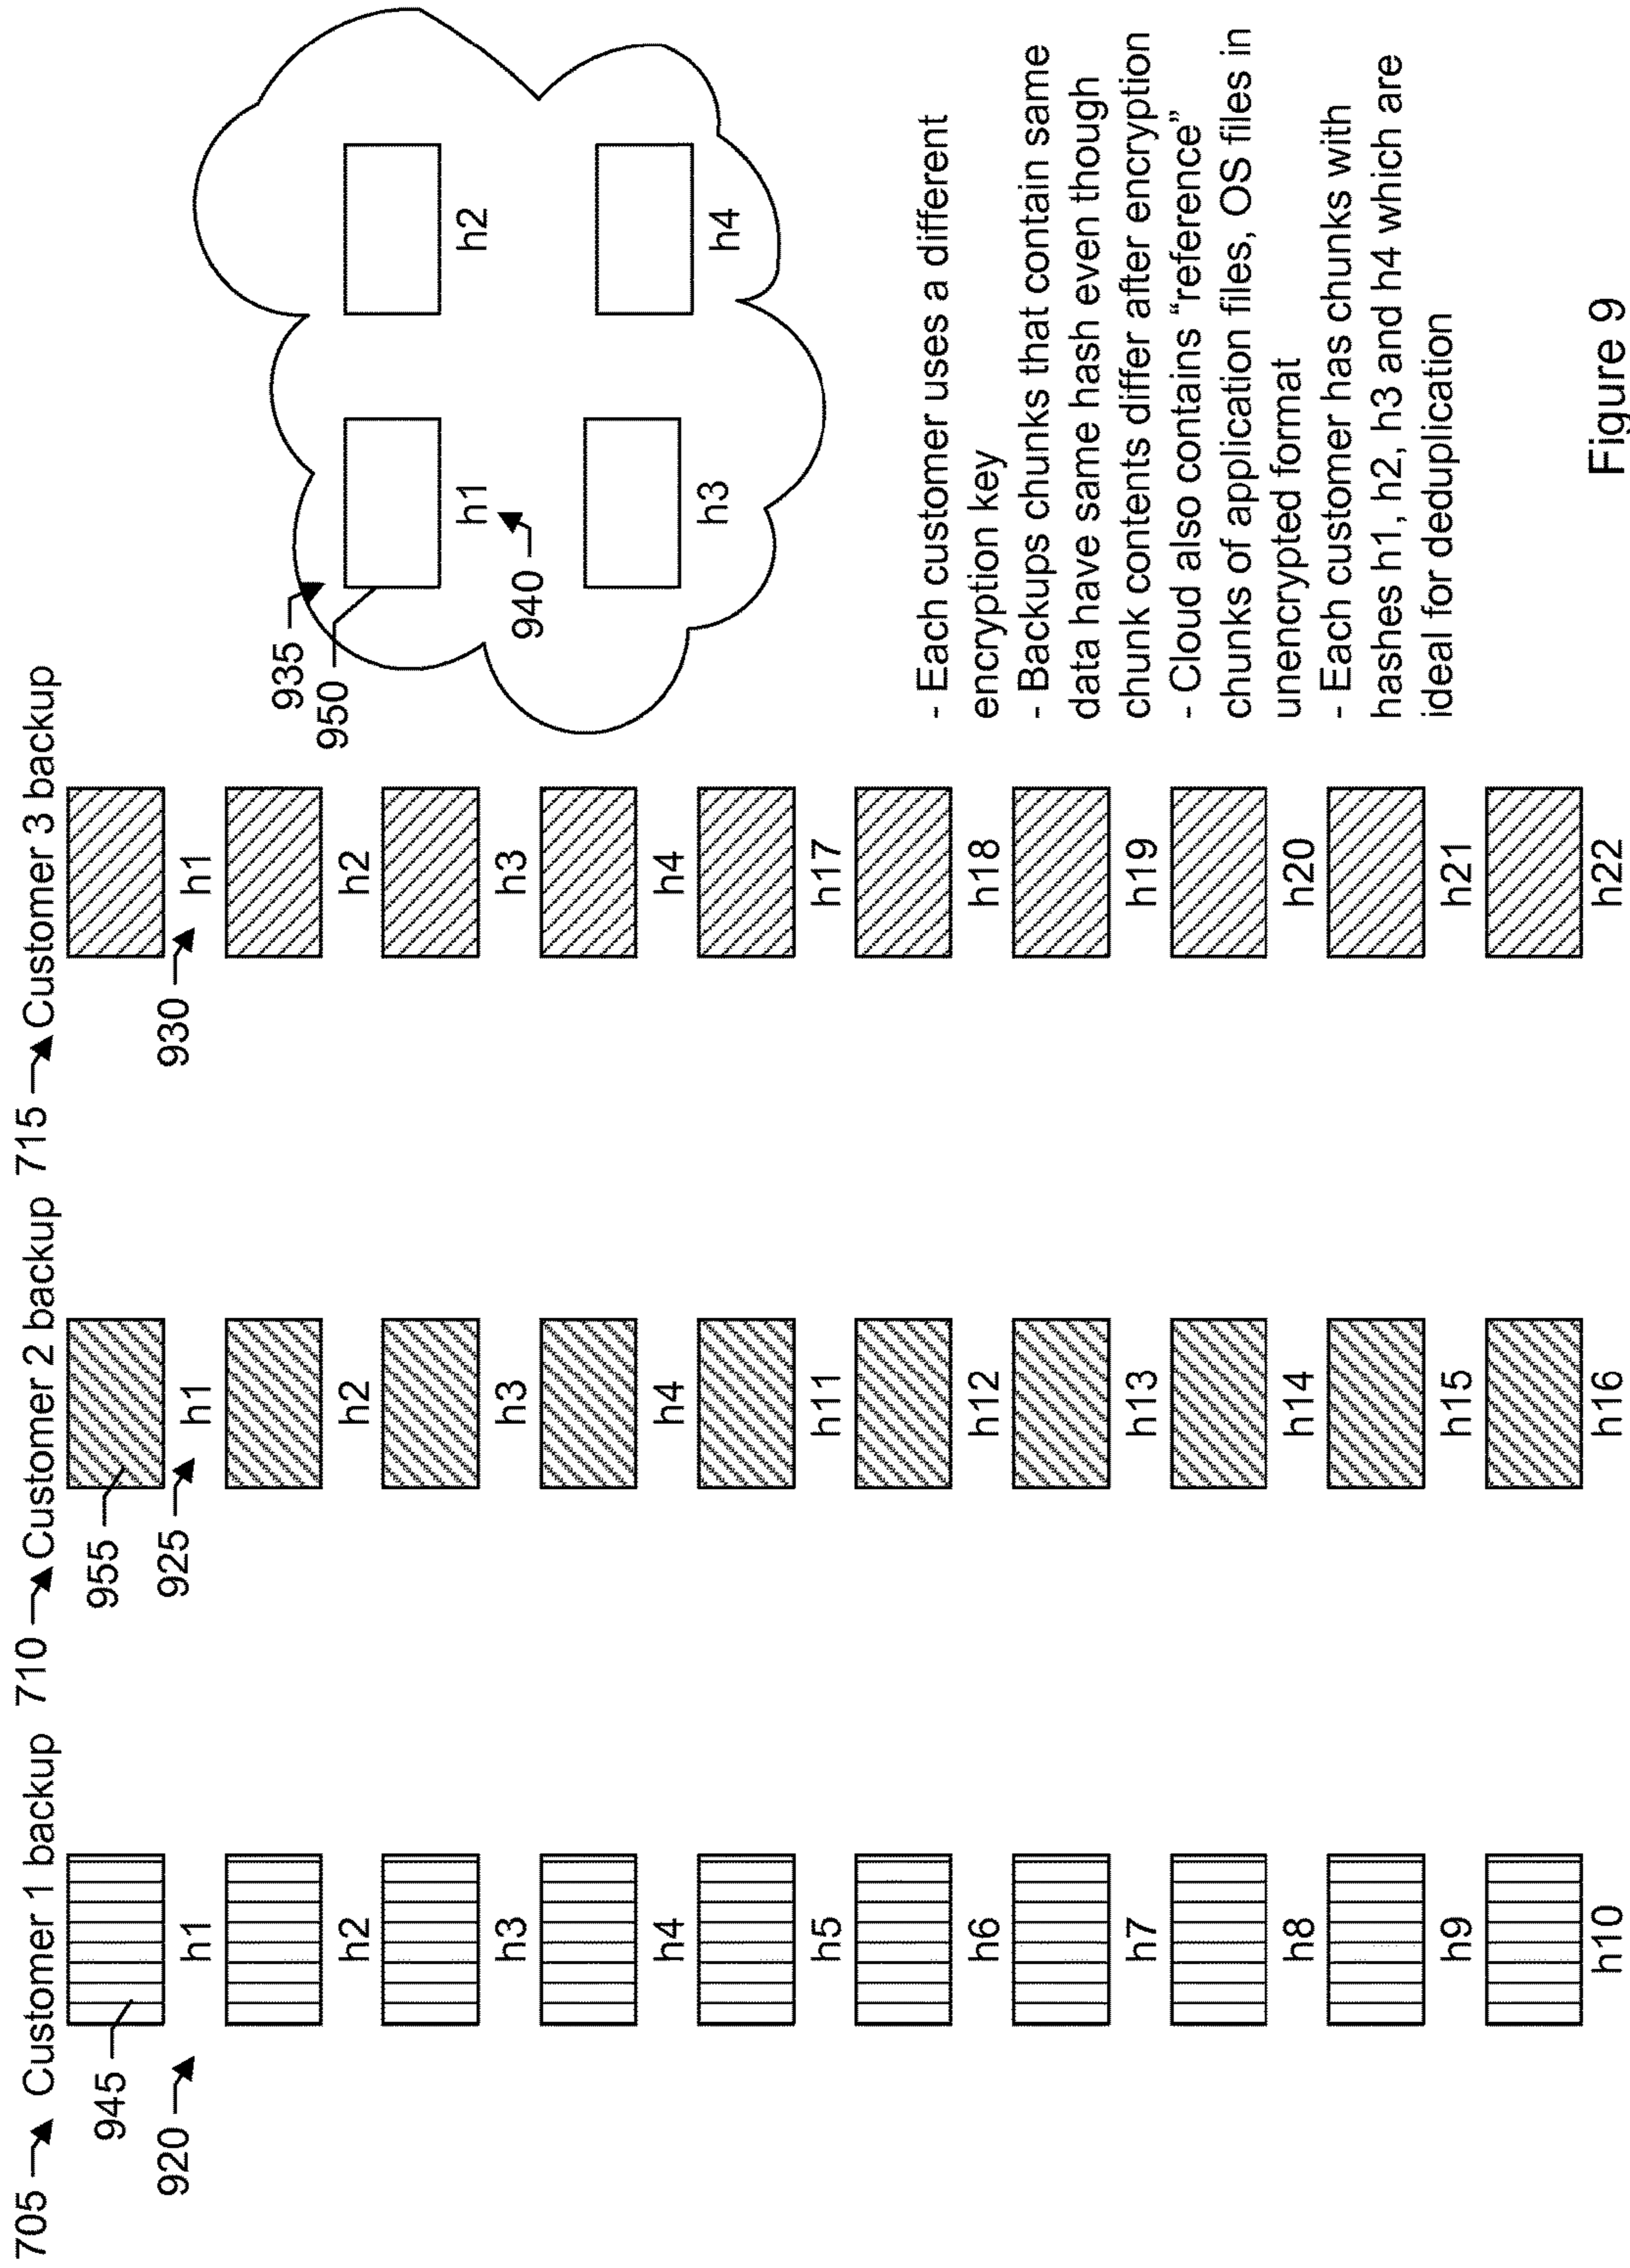 705 Customer 1 backup
945
920
h1
h2
h3
h4
h5
h6
h7
h8
h9
h10
710 Customer 2 backup
955
925
h1
h2
h3
h4
h11
h12
h13
h14
h15
h16
715 Customer 3 backup
930
h1
h2
h3
h4
h17
h18
h19
h20
h21
h22
935
950
h1
h2
940
h3
h4
- Each customer uses a different
encryption key
- Backups chunks that contain same
data have same hash even though
chunk contents differ after encryption
- Cloud also contains “reference”
chunks of application files, OS files in
unencrypted format
- Each customer has chunks with
hashes h1, h2, h3 and h4 which are
ideal for deduplication
Figure 9